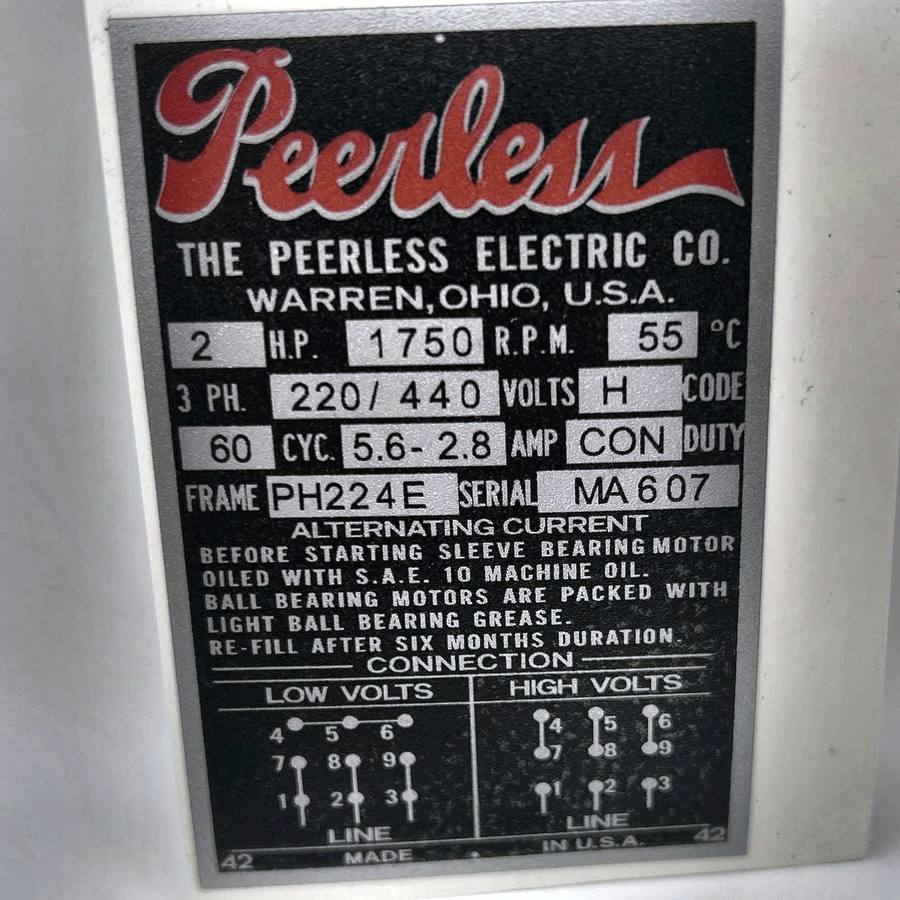 Peerless
THE PEERLESS ELECTRIC CO.
WARREN, OHIO, U.S.A.
2 H.P. 1750 R.P.M. 55 °C
3 PH. 220/ 440 VOLTS H CODE
60 CYC. 5.6- 2.8 AMP CON DUTY
FRAME PH224E SERIAL MA607
ALTERNATING CURRENT
BEFORE STARTING SLEEVE BEARING MOTOR
OILED WITH S.A.E. 10 MACHINE OIL.
BALL BEARING MOTORS ARE PACKED WITH
LIGHT BALL BEARING GREASE.
RE-FILL AFTER SIX MONTHS DURATION.
CONNECTION
LOW VOLTS HIGH VOLTS
4 5 6 4 5 6
7 8 9 7 8 9
1 2 3 1 2 3
LINE LINE
42 MADE IN U.S.A. 42